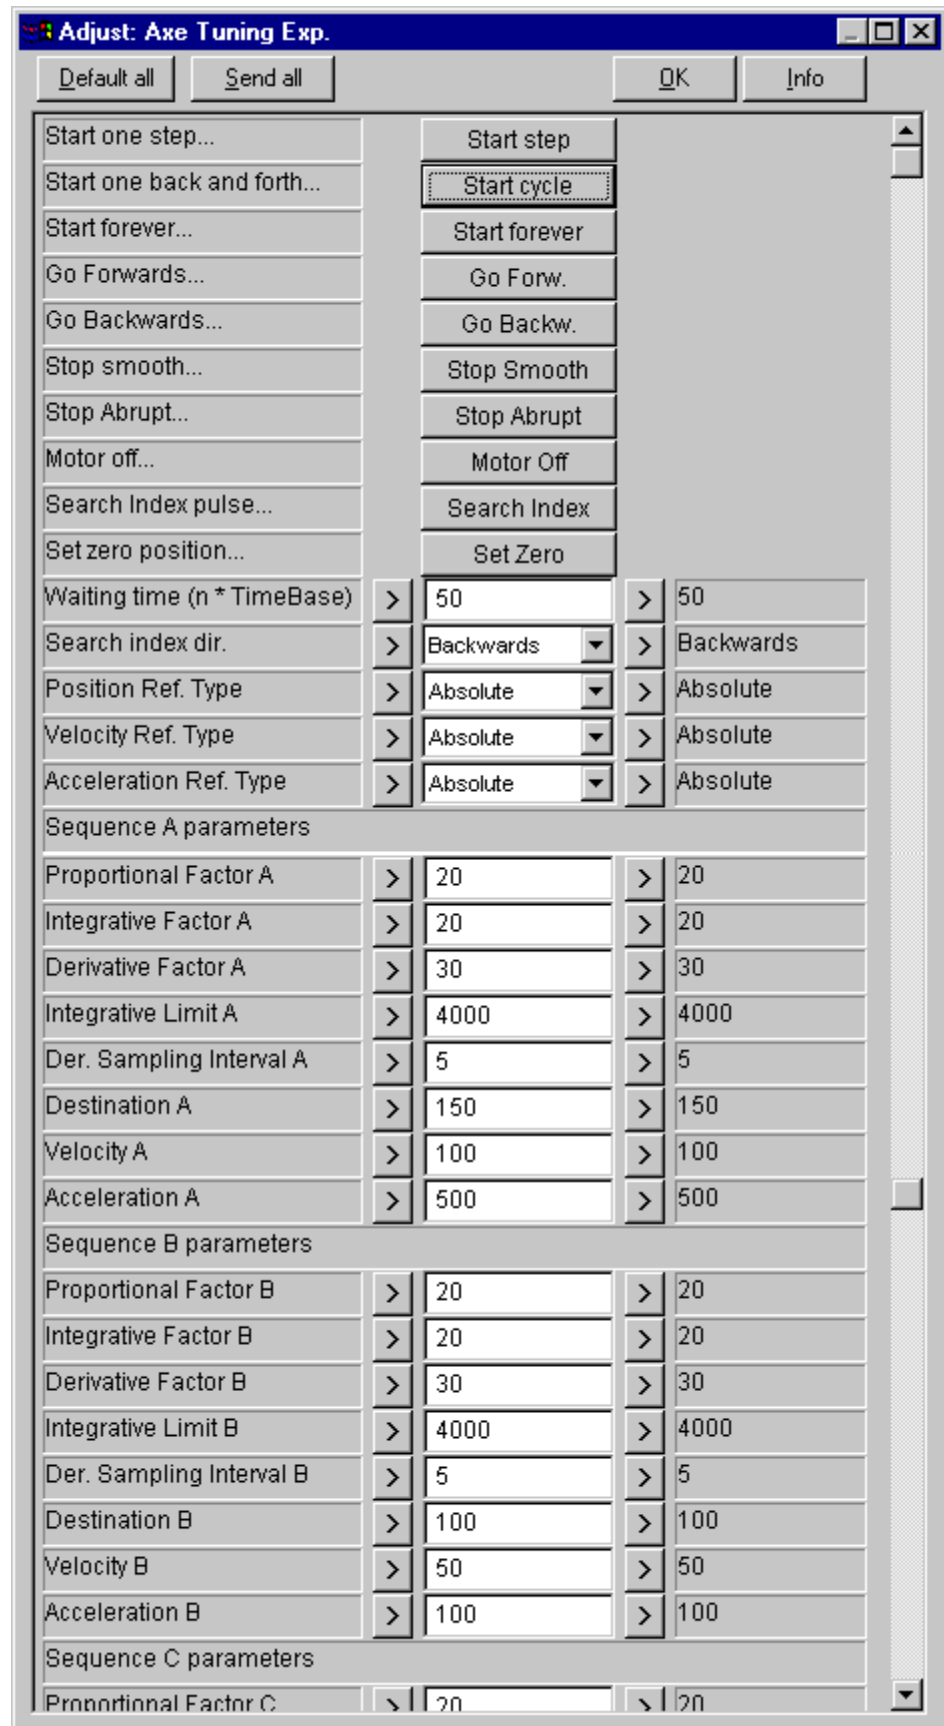 Adjust: Axe Tuning Exp.
Default all Send all OK Info
Start one step... Start step
Start one back and forth... Start cycle
Start forever... Start forever
Go Forwards... Go Forw.
Go Backwards... Go Backw.
Stop smooth... Stop Smooth
Stop Abrupt... Stop Abrupt
Motor off... Motor Off
Search Index pulse... Search Index
Set zero position... Set Zero
Waiting time (n * TimeBase) > 50 > 50
Search index dir. > Backwards > Backwards
Position Ref. Type > Absolute > Absolute
Velocity Ref. Type > Absolute > Absolute
Acceleration Ref. Type > Absolute > Absolute
Sequence A parameters
Proportional Factor A > 20 > 20
Integrative Factor A > 20 > 20
Derivative Factor A > 30 > 30
Integrative Limit A > 4000 > 4000
Der. Sampling Interval A > 5 > 5
Destination A > 150 > 150
Velocity A > 100 > 100
Acceleration A > 500 > 500
Sequence B parameters
Proportional Factor B > 20 > 20
Integrative Factor B > 20 > 20
Derivative Factor B > 30 > 30
Integrative Limit B > 4000 > 4000
Der. Sampling Interval B > 5 > 5
Destination B > 100 > 100
Velocity B > 50 > 50
Acceleration B > 100 > 100
Sequence C parameters
Proportional Factor C > 20 > 20